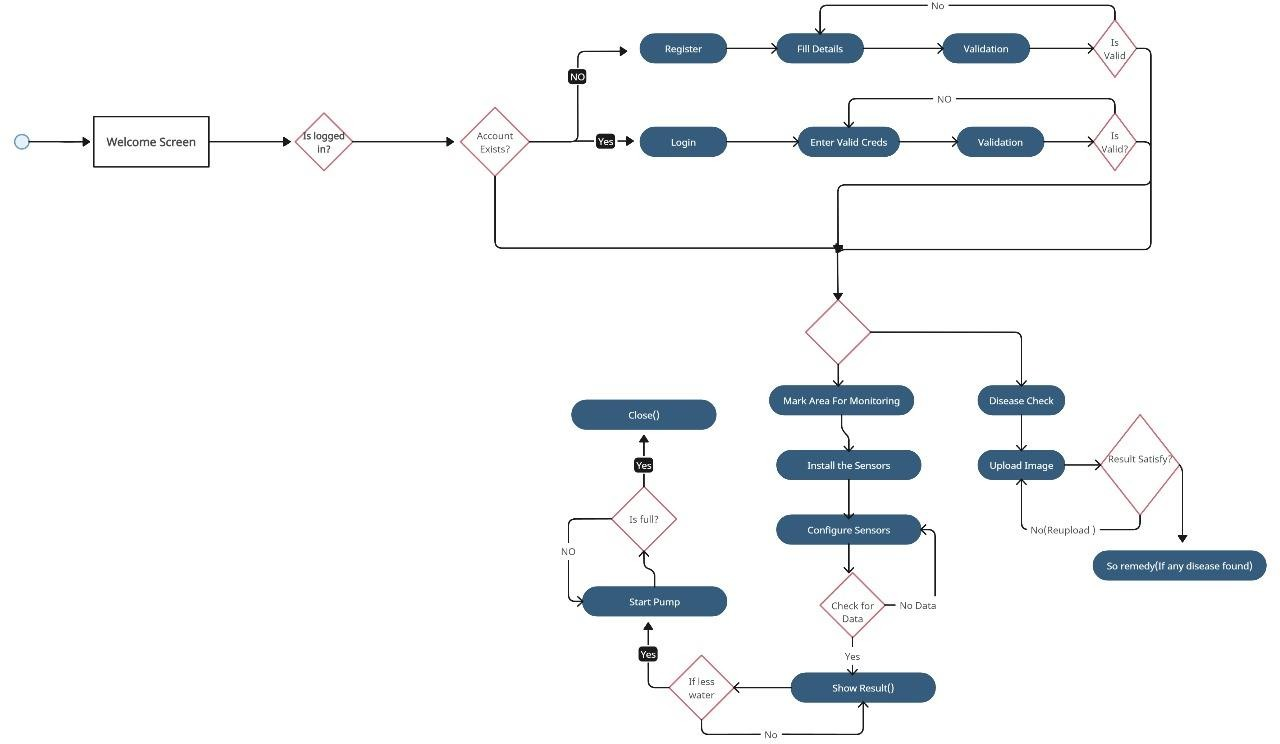 No
Register
Fill Details
Validation
Is
Valid
NO
NO
Welcome Screen
Is logged
in?
Account
Exists?
Yes
Login
Enter Valid Creds
Validation
Is
Valid?
Mark Area For Monitoring
Disease Check
Close()
Yes
Install the Sensors
Upload Image
Result Satisfy?
Is full?
Configure Sensors
No(Reupload )
NO
So remedy(If any disease found)
Start Pump
Check for
Data
No Data
Yes
Yes
If less
water
Show Result()
No